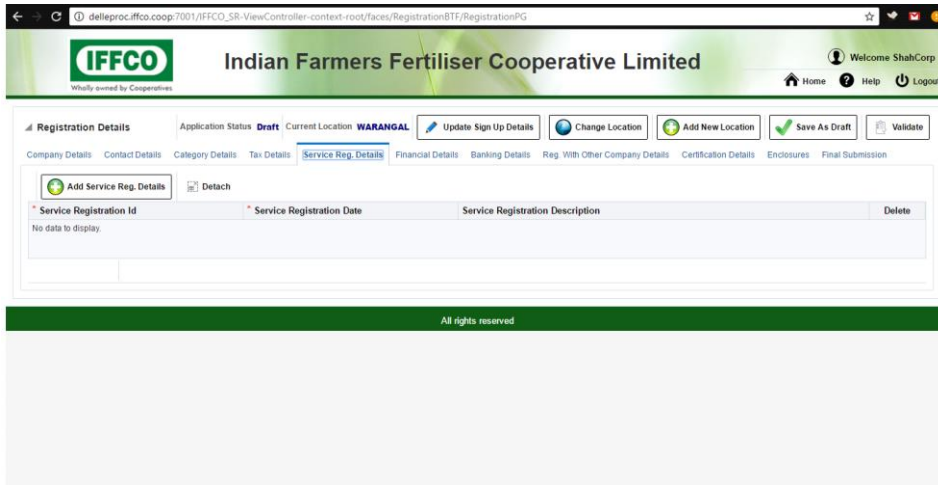 delleproc.iffco.coop:7001/IFFCO_SR-ViewController-context-root/faces/RegistrationBTF/RegistrationPG
IFFCO
Wholly owned by Cooperatives
Indian Farmers Fertiliser Cooperative Limited
Welcome ShahCorp
Home Help Logout
Registration Details Application Status Draft Current Location WARANGAL Update Sign Up Details Change Location Add New Location Save As Draft Validate
Company Details Contact Details Category Details Tax Details Service Reg. Details Financial Details Banking Details Reg. With Other Company Details Certification Details Enclosures Final Submission
Add Service Reg. Details Detach
* Service Registration Id * Service Registration Date Service Registration Description Delete
No data to display.
All rights reserved